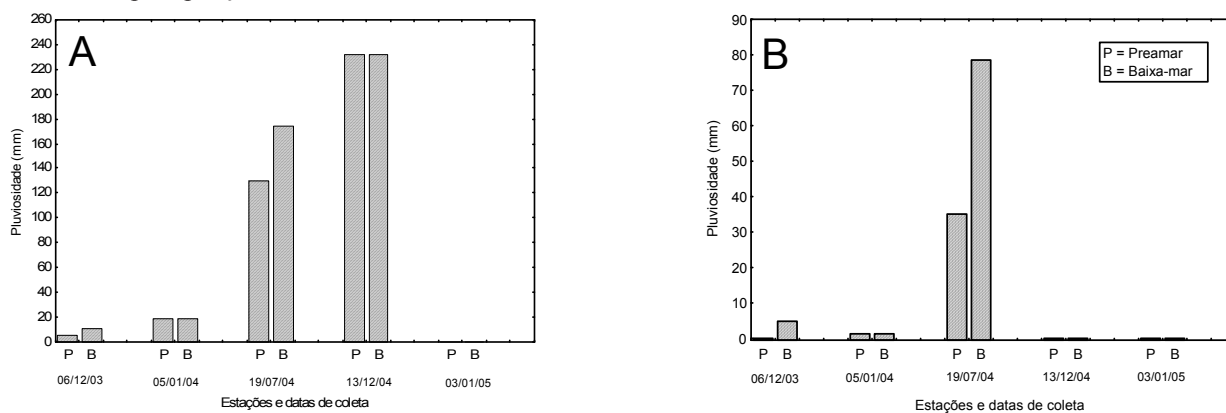 A
Pluviosidade (mm)
260
240
220
200
180
160
140
120
100
80
60
40
20
0
P B P B P B P B P B
06/12/03 05/01/04 19/07/04 13/12/04 03/01/05
Estações e datas de coleta
B
P = Preamar
B = Baixa-mar
Pluviosidade (mm)
90
80
70
60
50
40
30
20
10
0
P B P B P B P B P B
06/12/03 05/01/04 19/07/04 13/12/04 03/01/05
Estações e datas de coleta